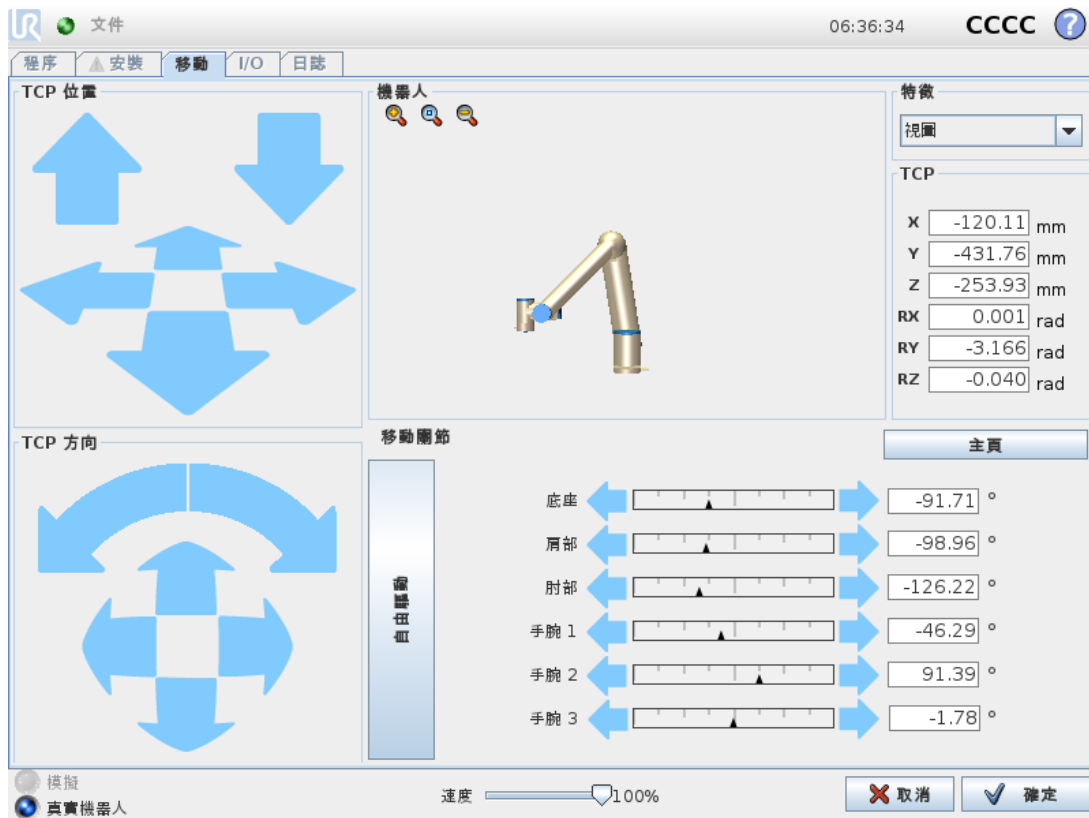 UR 文件 06:36:34 CCCC ?
程序 安裝 移動 I/O 日誌
TCP 位置
機器人
特徵
視圖
TCP
X -120.11 mm
Y -431.76 mm
Z -253.93 mm
RX 0.001 rad
RY -3.166 rad
RZ -0.040 rad
TCP 方向
移動關節
主頁
自由驅動
底座 -91.71 °
肩部 -98.96 °
肘部 -126.22 °
手腕 1 -46.29 °
手腕 2 91.39 °
手腕 3 -1.78 °
模擬
真實機器人
速度 100%
取消 確定